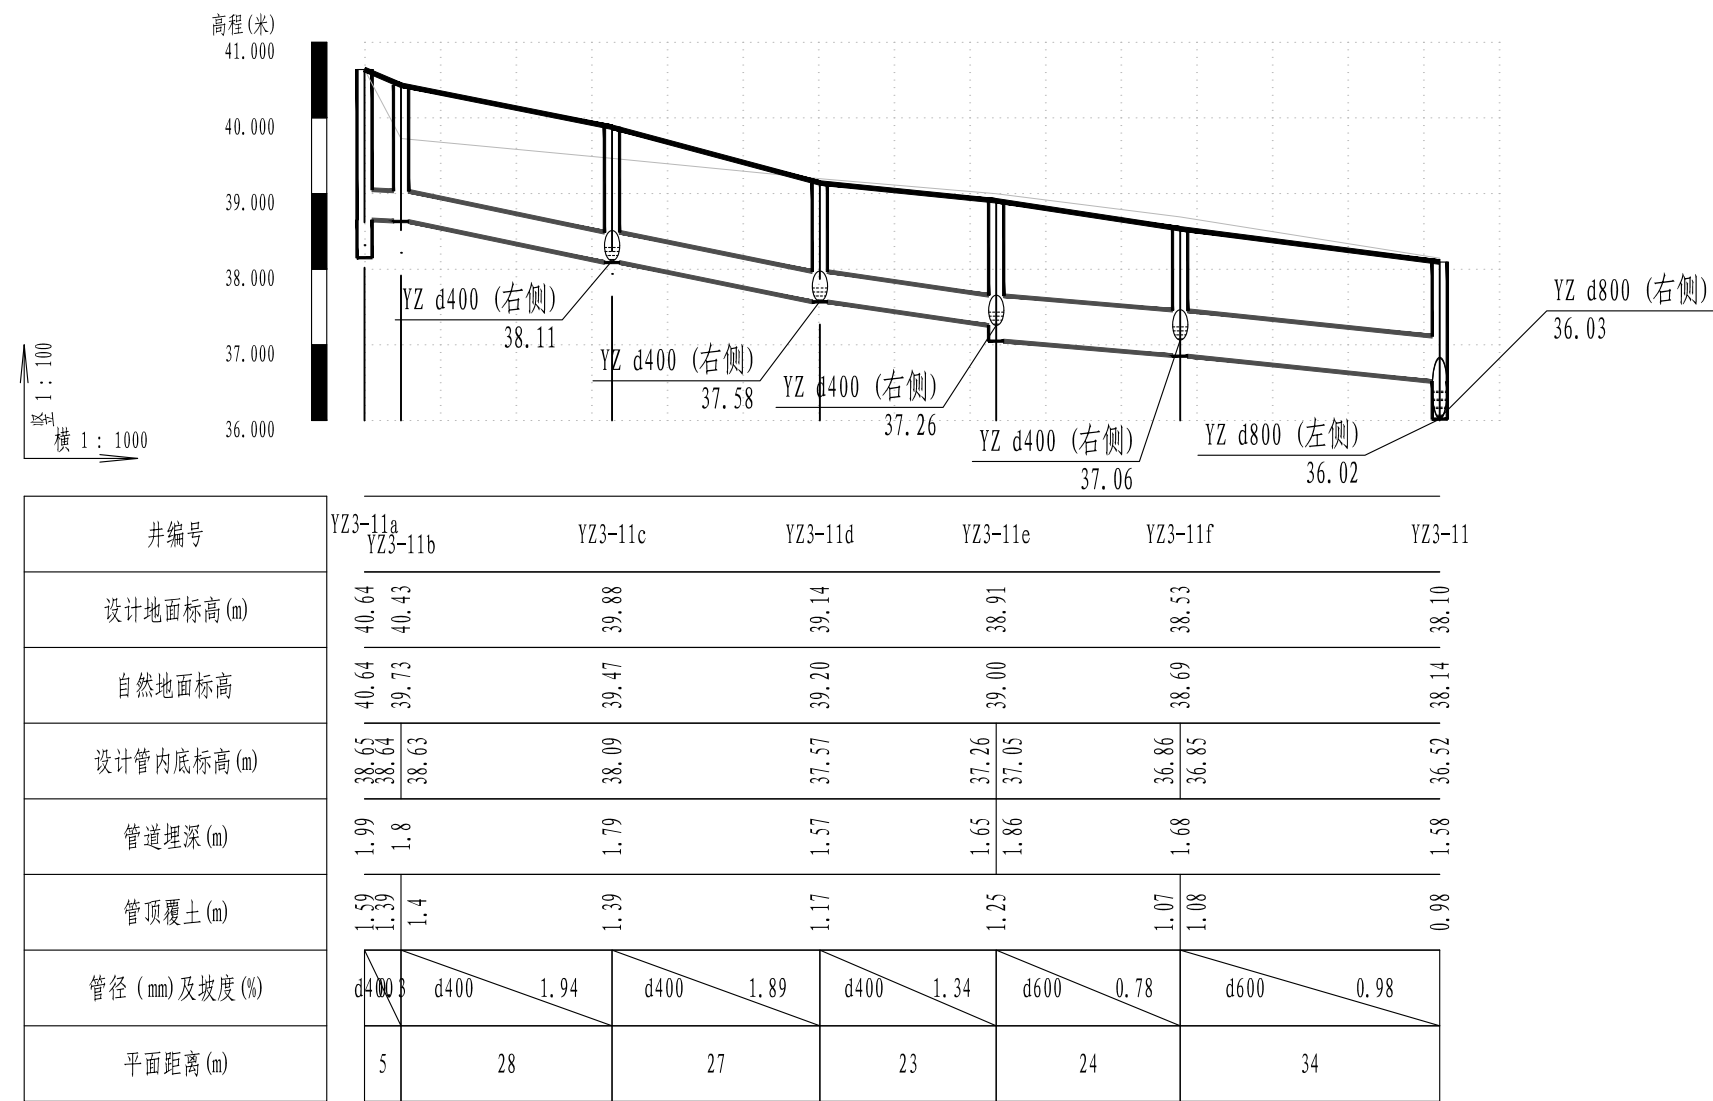 高程(米)
41.000
40.000
39.000
38.000
37.000
36.000
竖 1:100
横 1: 1000
YZ d400 (右侧)
38.11
YZ d400 (右侧)
37.58
YZ d400 (右侧)
37.26
YZ d400 (右侧)
37.06
YZ d800 (左侧)
36.02
YZ d800 (右侧)
36.03
井编号 YZ3-11a YZ3-11b YZ3-11c YZ3-11d YZ3-11e YZ3-11f YZ3-11
设计地面标高(m) 40.64 40.43 39.88 39.14 38.91 38.53 38.10
自然地面标高 40.64 39.73 39.47 39.20 39.00 38.69 38.14
设计管内底标高(m) 38.65 38.64 38.63 38.09 37.57 37.26 37.05 36.86 36.85 36.52
管道埋深(m) 1.99 1.8 1.79 1.57 1.65 1.86 1.68 1.58
管顶覆土(m) 1.59 1.39 1.4 1.39 1.17 1.25 1.07 1.08 0.98
管径 (mm)及坡度(%) d400 0.3 d400 1.94 d400 1.89 d400 1.34 d600 0.78 d600 0.98
平面距离(m) 5 28 27 23 24 34